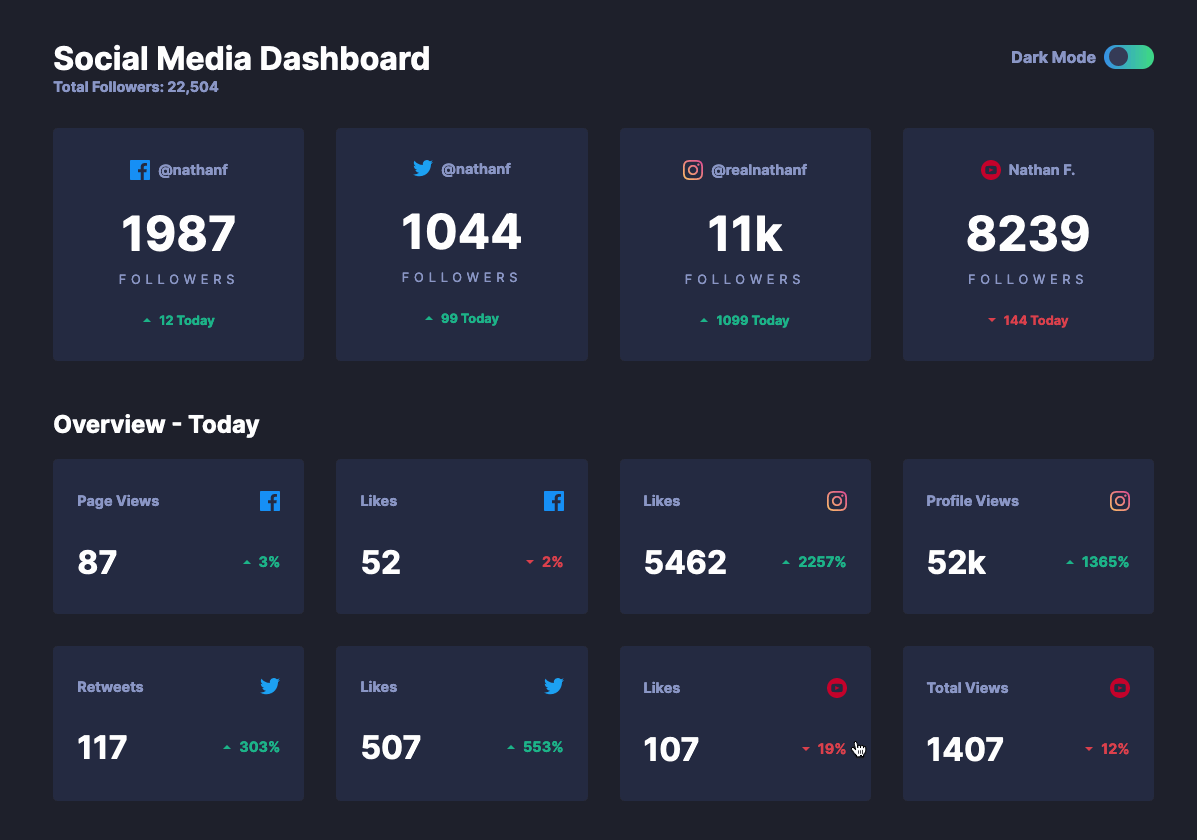 Social Media Dashboard
Dark Mode
Total Followers: 22,504
@nathanf
1987
FOLLOWERS
12 Today
@nathanf
1044
FOLLOWERS
99 Today
@realnathanf
11k
FOLLOWERS
1099 Today
Nathan F.
8239
FOLLOWERS
144 Today
Overview - Today
Page Views
87
3%
Likes
52
2%
Likes
5462
2257%
Profile Views
52k
1365%
Retweets
117
303%
Likes
507
553%
Likes
107
19%
Total Views
1407
12%